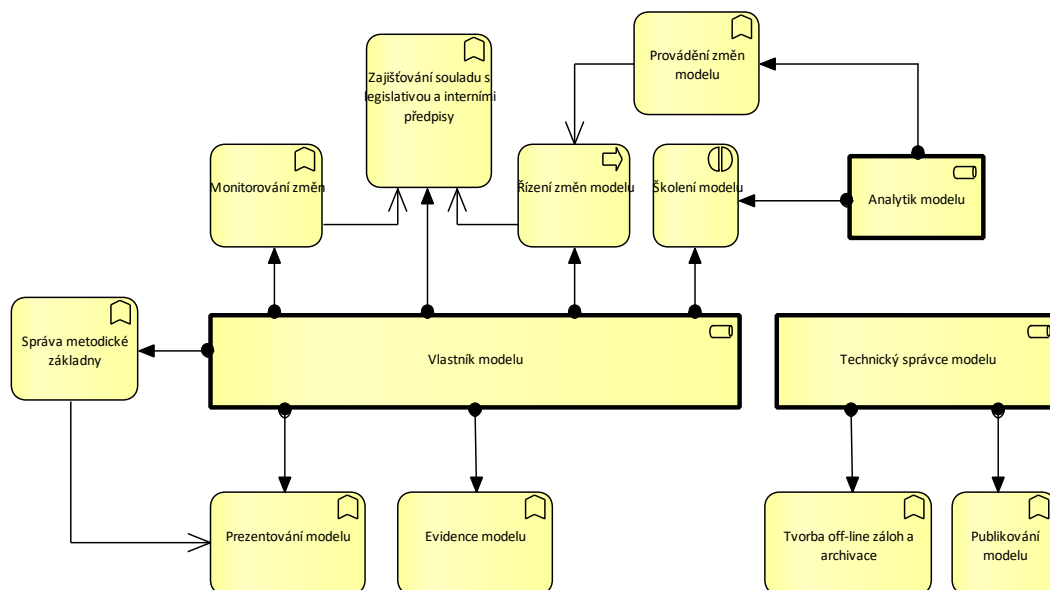 Provádění změn
modelu
Zajišťování souladu s
legislativou a interními
předpisy
Monitorování změn
Řízení změn modelu
Školení modelu
Analytik modelu
Správa metodické
základny
Vlastník modelu
Technický správce modelu
Prezentování modelu
Evidence modelu
Tvorba off-line záloh a
archivace
Publikování
modelu